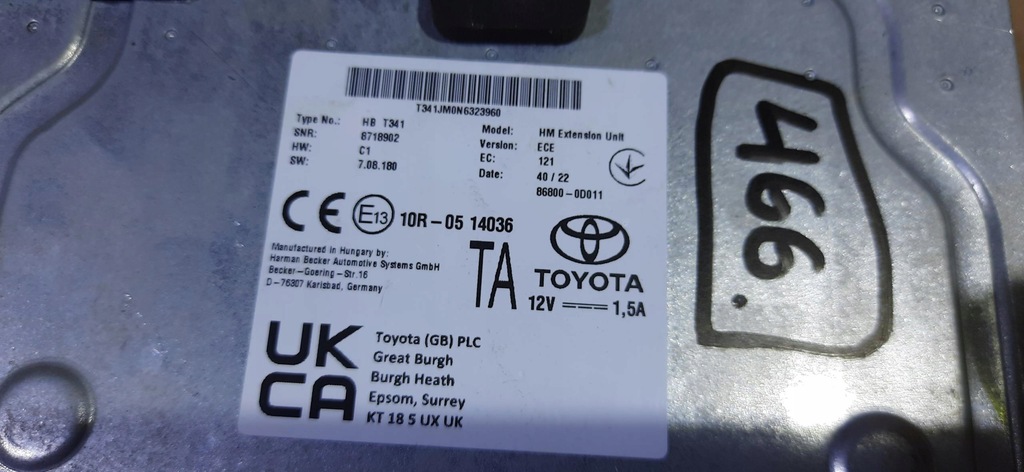 T341JM0N6323960
Type No.: HB T341
SNR: 8718902
HW: C1
SW: 7.08.180
Model: HM Extension Unit
Version: ECE
EC: 121
Date: 40 / 22
86800-0D011
CE E13 10R-05 14036
Manufactured in Hungary by:
Harman Becker Automotive Systems GmbH
Becker-Goering-Str.16
D-76307 Karlsbad, Germany
TA
TOYOTA
12V 1,5A
UK
CA
Toyota (GB) PLC
Great Burgh
Burgh Heath
Epsom, Surrey
KT 18 5 UX UK
466.